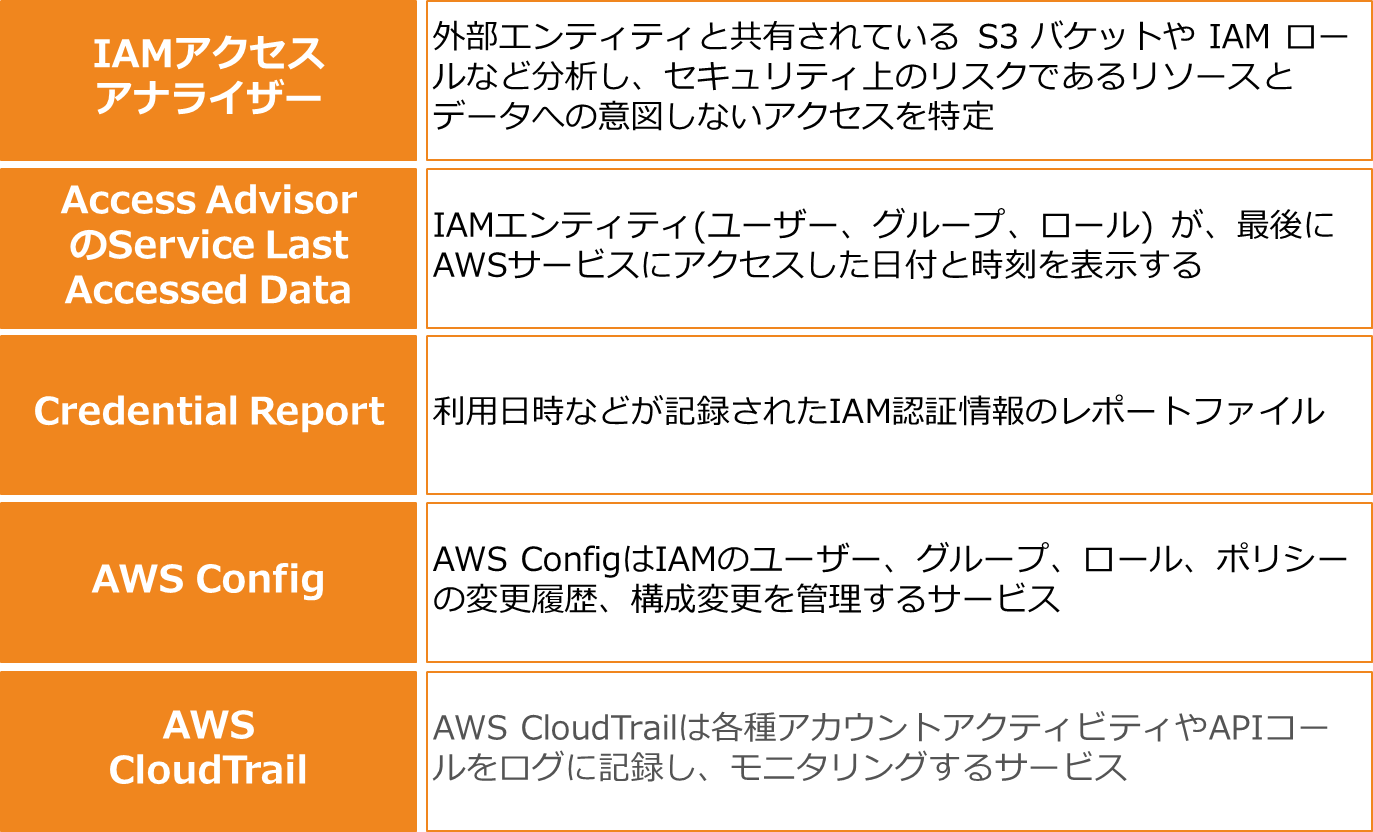 IAMアクセス
アナライザー
外部エンティティと共有されている S3 バケットや IAM ロー
ルなど分析し、セキュリティ上のリスクであるリソースと
データへの意図しないアクセスを特定
Access Advisor
のService Last
Accessed Data
IAMエンティティ(ユーザー、グループ、ロール) が、最後に
AWSサービスにアクセスした日付と時刻を表示する
Credential Report
利用日時などが記録されたIAM認証情報のレポートファイル
AWS Config
AWS ConfigはIAMのユーザー、グループ、ロール、ポリシー
の変更履歴、構成変更を管理するサービス
AWS
CloudTrail
AWS CloudTrailは各種アカウントアクティビティやAPIコー
ルをログに記録し、モニタリングするサービス